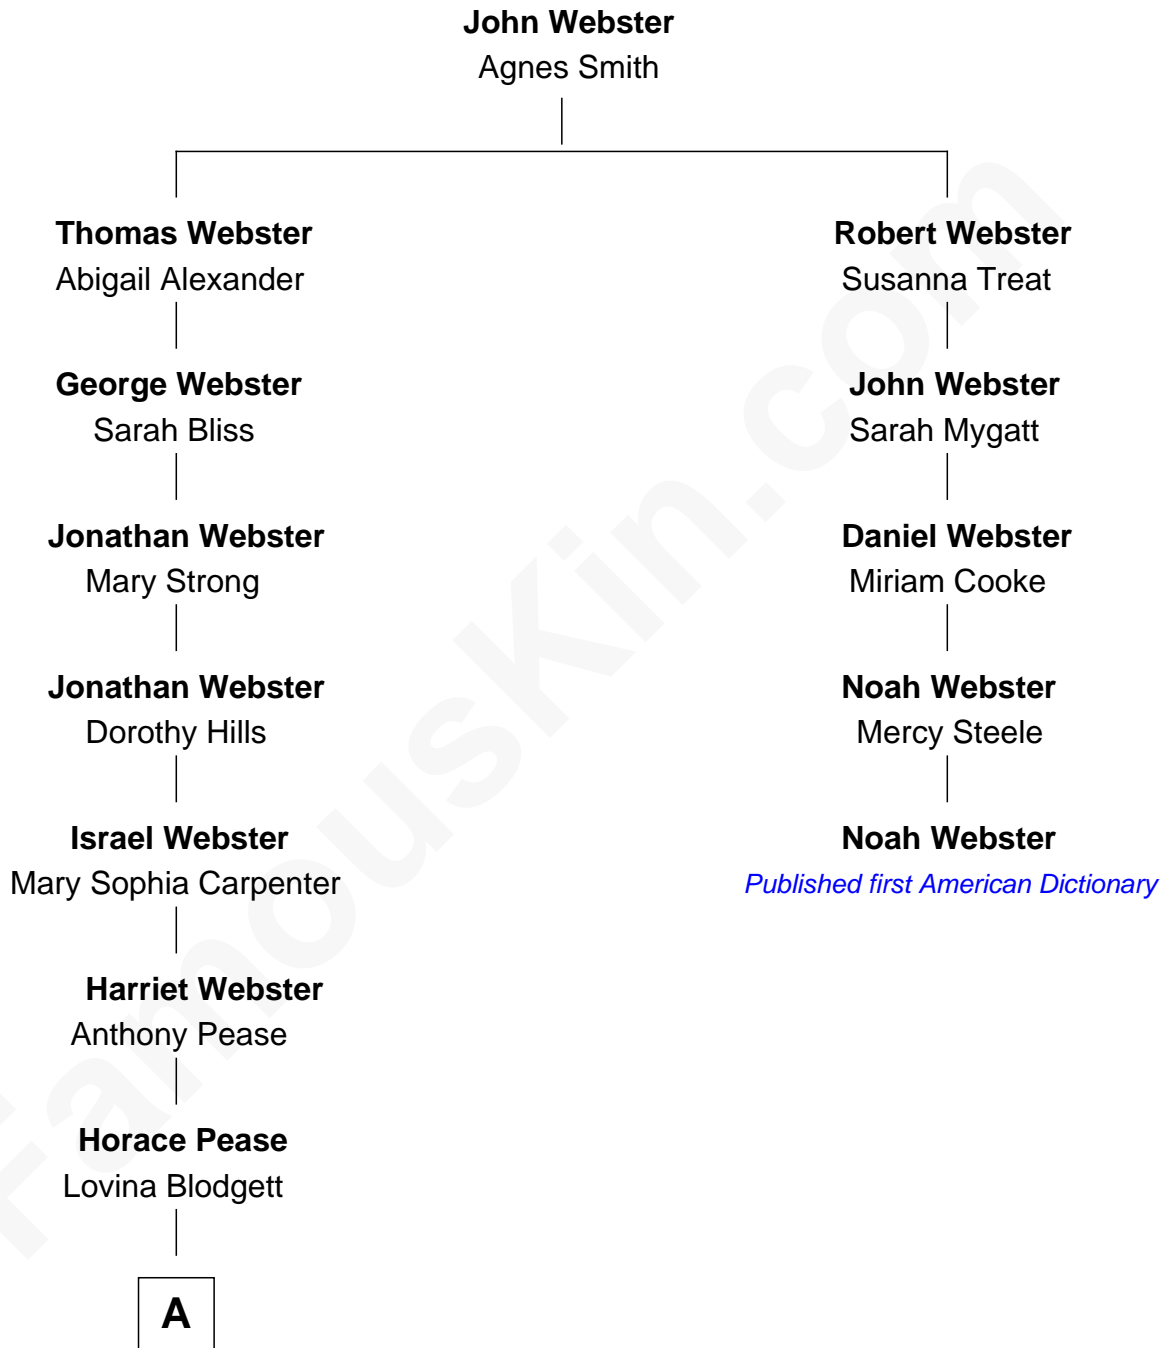 John Webster
Agnes Smith
Thomas Webster
Abigail Alexander
George Webster
Sarah Bliss
Jonathan Webster
Mary Strong
Jonathan Webster
Dorothy Hills
Israel Webster
Mary Sophia Carpenter
Harriet Webster
Anthony Pease
Horace Pease
Lovina Blodgett
A
Robert Webster
Susanna Treat
John Webster
Sarah Mygatt
Daniel Webster
Miriam Cooke
Noah Webster
Mercy Steele
Noah Webster
Published first American Dictionary
FamousKin.com